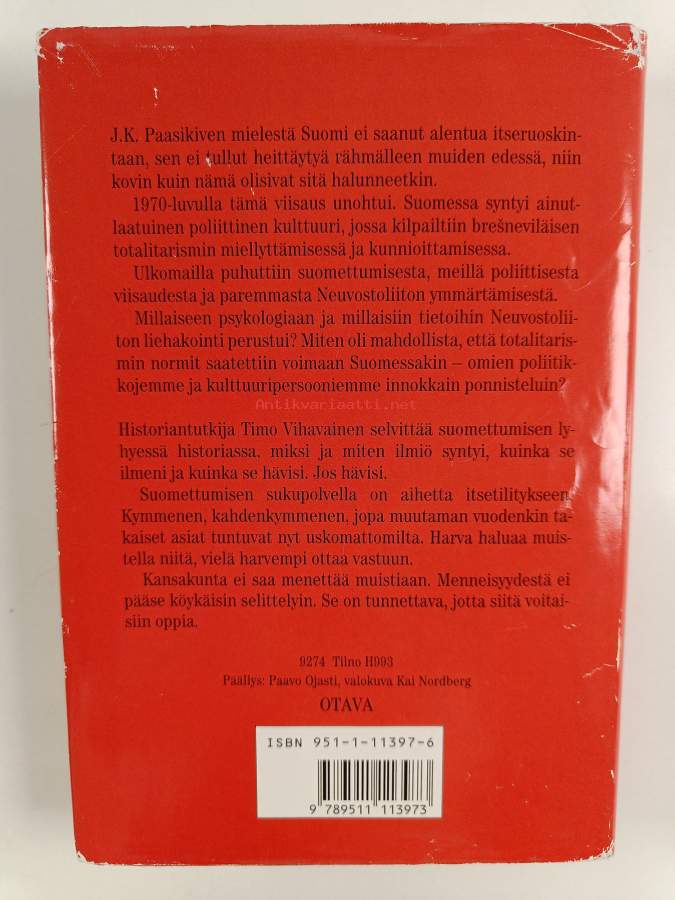 J.K. Paasikiven mielestä Suomi ei saanut alentua itseruoskin-
taan, sen ei tullut heittäytyä rähmälleen muiden edessä, niin
kovin kuin nämä olisivat sitä halunneetkin.
1970-luvulla tämä viisaus unohtui. Suomessa syntyi ainut-
laatuinen poliittinen kulttuuri, jossa kilpailtiin brešneviläisen
totalitarismin miellyttämisessä ja kunnioittamisessa.
Ulkomailla puhuttiin suomettumisesta, meillä poliittisesta
viisaudesta ja paremmasta Neuvostoliiton ymmärtämisestä.
Millaiseen psykologiaan ja millaisiin tietoihin Neuvostolii-
ton liehakointi perustui? Miten oli mahdollista, että totalitaris-
min normit saatettiin voimaan Suomessakin – omien poliitik-
kojemme ja kulttuuripersooniemme innokkain ponnisteluin?
Antikvariaatti.net
Historiantutkija Timo Vihavainen selvittää suomettumisen ly-
hyessä historiassa, miksi ja miten ilmiö syntyi, kuinka se
ilmeni ja kuinka se hävisi. Jos hävisi.
Suomettumisen sukupolvella on aihetta itsetilitykseen.
Kymmenen, kahdenkymmenen, jopa muutaman vuodenkin ta-
kaiset asiat tuntuvat nyt uskomattomilta. Harva haluaa muis-
tella niitä, vielä harvempi ottaa vastuun.
Kansakunta ei saa menettää muistiaan. Menneisyydestä ei
pääse köykäisin selittelyin. Se on tunnettava, jotta siitä voitai-
siin oppia.
9274 Tilno H993
Päällys: Paavo Ojasti, valokuva Kai Nordberg
OTAVA
ISBN 951-1-11397-6
9 789511 113973